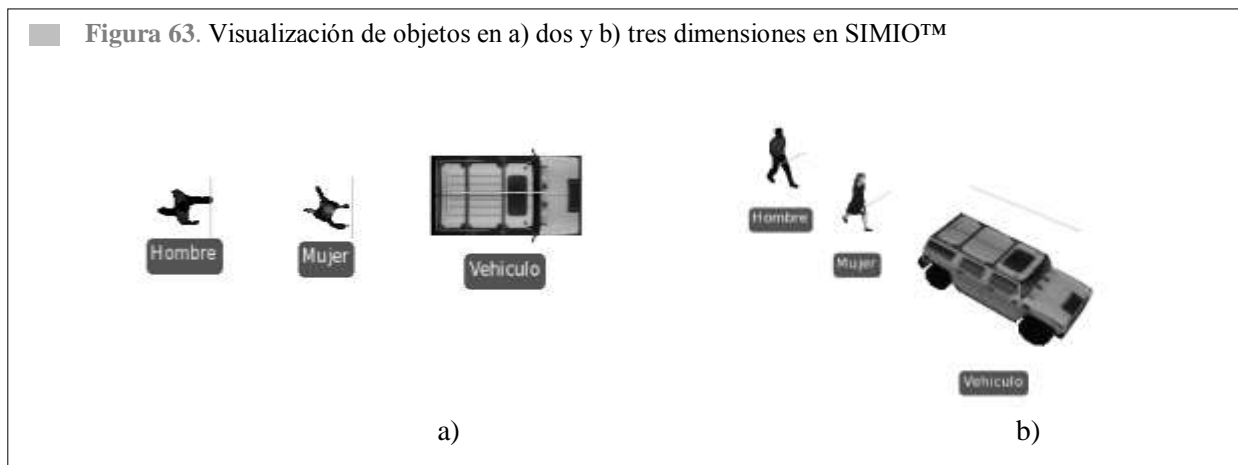 Figura 63. Visualización de objetos en a) dos y b) tres dimensiones en SIMIO™
Hombre
Mujer
Vehiculo
Hombre
Mujer
Vehiculo
a)
b)